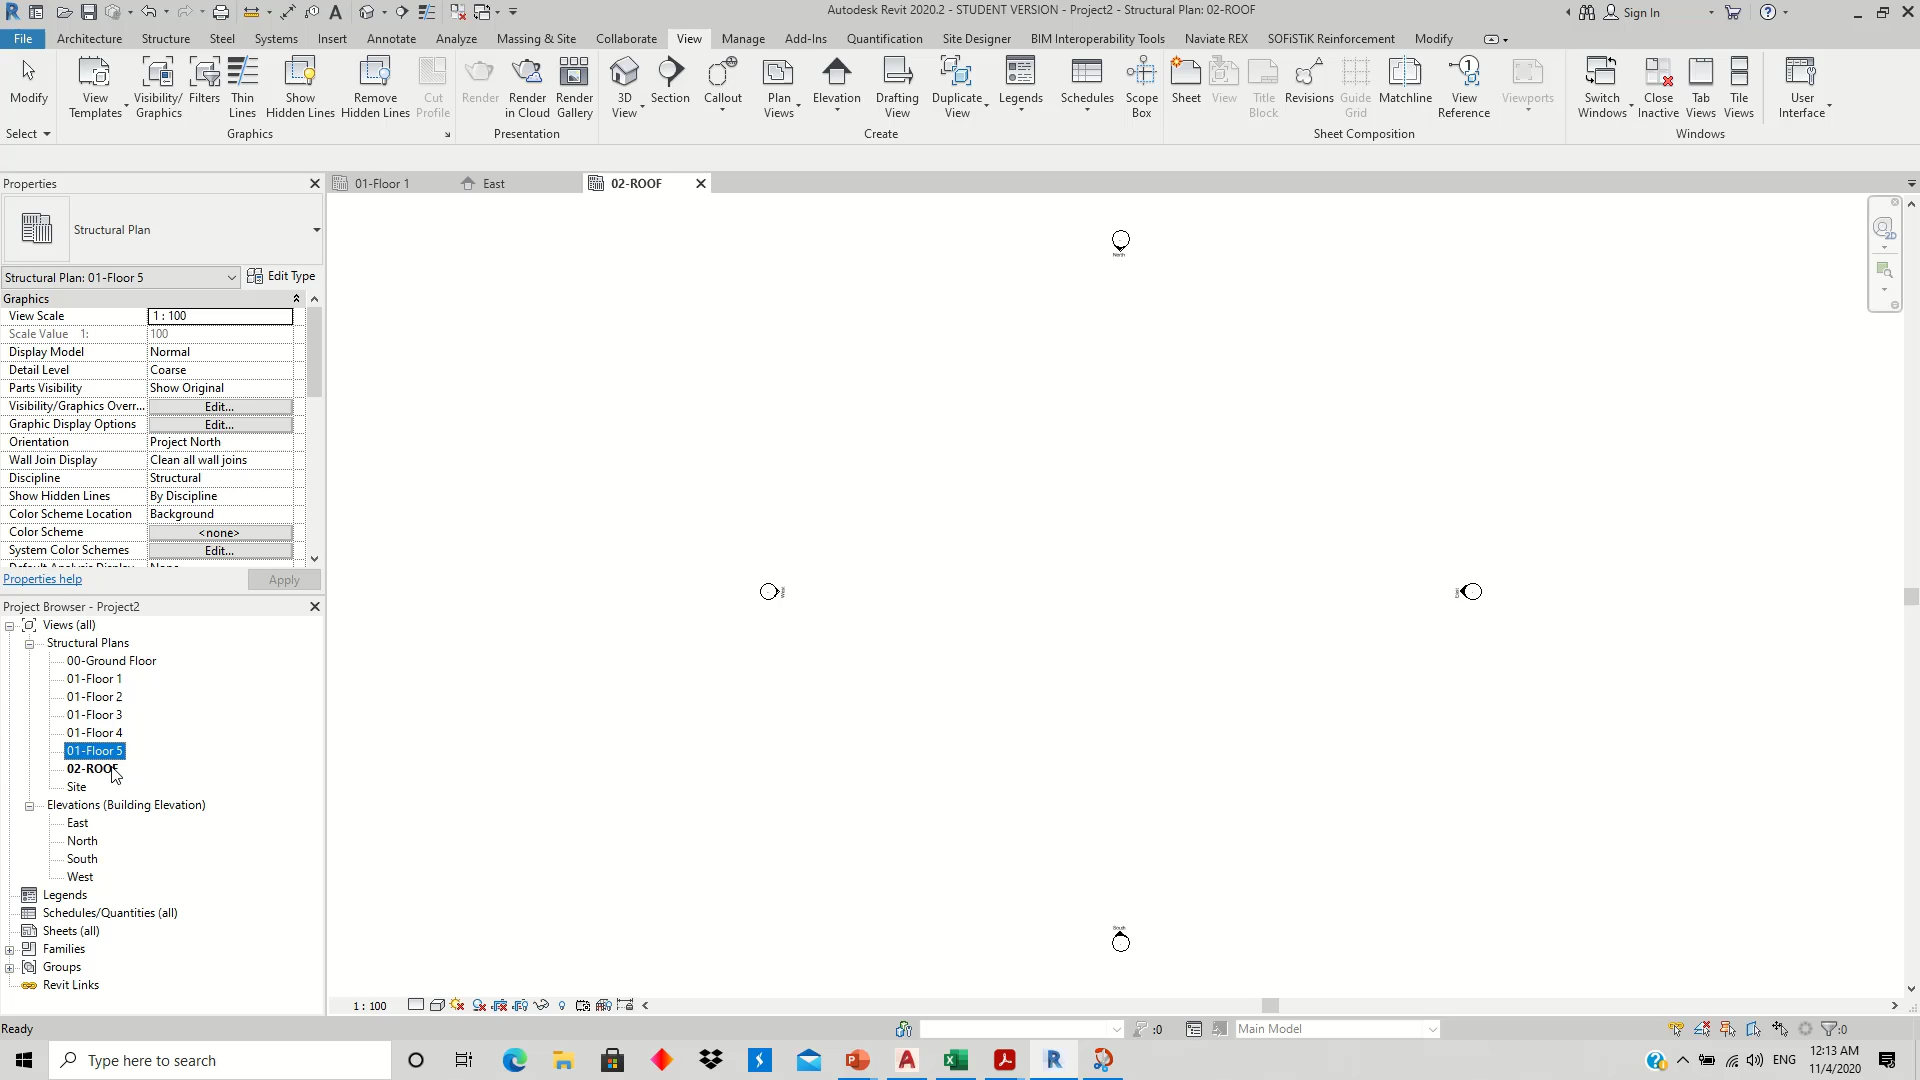 Autodesk Revit 2020.2 - STUDENT VERSION - Project2 - Structural Plan: 02-ROOF
Sign In
File Architecture Structure Steel Systems Insert Annotate Analyze Massing & Site Collaborate View Manage Add-Ins Quantification Site Designer BIM Interoperability Tools Naviate REX SOFiSTiK Reinforcement Modify
Modify
View Templates
Visibility/ Graphics
Filters
Thin Lines
Show Hidden Lines
Remove Hidden Lines
Cut Profile
Render
Render in Cloud
Render Gallery
3D View
Section
Callout
Plan Views
Elevation
Drafting View
Duplicate View
Legends
Schedules
Scope Box
Sheet
View
Title Block
Revisions
Guide Grid
Matchline
View Reference
Viewports
Switch Windows
Close Inactive
Tab Views
Tile Views
User Interface
Select Graphics Presentation Create Sheet Composition Windows
Properties
01-Floor 1 East 02-ROOF
Structural Plan
Structural Plan: 01-Floor 5 Edit Type
Graphics
View Scale 1 : 100
Scale Value 1: 100
Display Model Normal
Detail Level Coarse
Parts Visibility Show Original
Visibility/Graphics Overr... Edit...
Graphic Display Options Edit...
Orientation Project North
Wall Join Display Clean all wall joins
Discipline Structural
Show Hidden Lines By Discipline
Color Scheme Location Background
Color Scheme <none>
System Color Schemes Edit...
Properties help Apply
Project Browser - Project2
Views (all)
Structural Plans
00-Ground Floor
01-Floor 1
01-Floor 2
01-Floor 3
01-Floor 4
01-Floor 5
02-ROOF
Site
Elevations (Building Elevation)
East
North
South
West
Legends
Schedules/Quantities (all)
Sheets (all)
Families
Groups
Revit Links
North
West
East
South
2D
1 : 100
Ready
:0
Main Model
:0
Type here to search
ENG
12:13 AM
11/4/2020